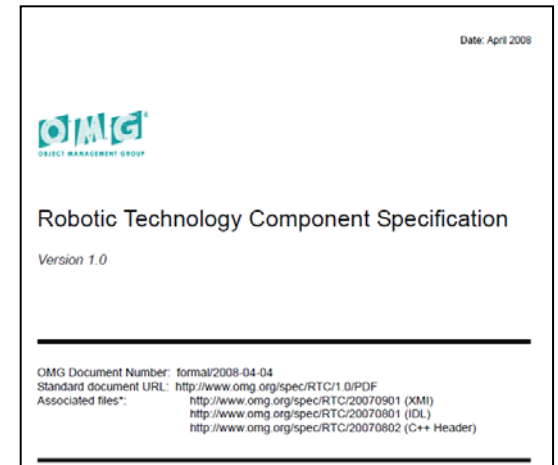 Date: April 2008
OMG®
OBJECT MANAGEMENT GROUP
Robotic Technology Component Specification
Version 1.0
OMG Document Number: formal/2008-04-04
Standard document URL: http://www.omg.org/spec/RTC/1.0/PDF
Associated files*: http://www.omg.org/spec/RTC/20070901 (XMI)
http://www.omg.org/spec/RTC/20070801 (IDL)
http://www.omg.org/spec/RTC/20070802 (C++ Header)